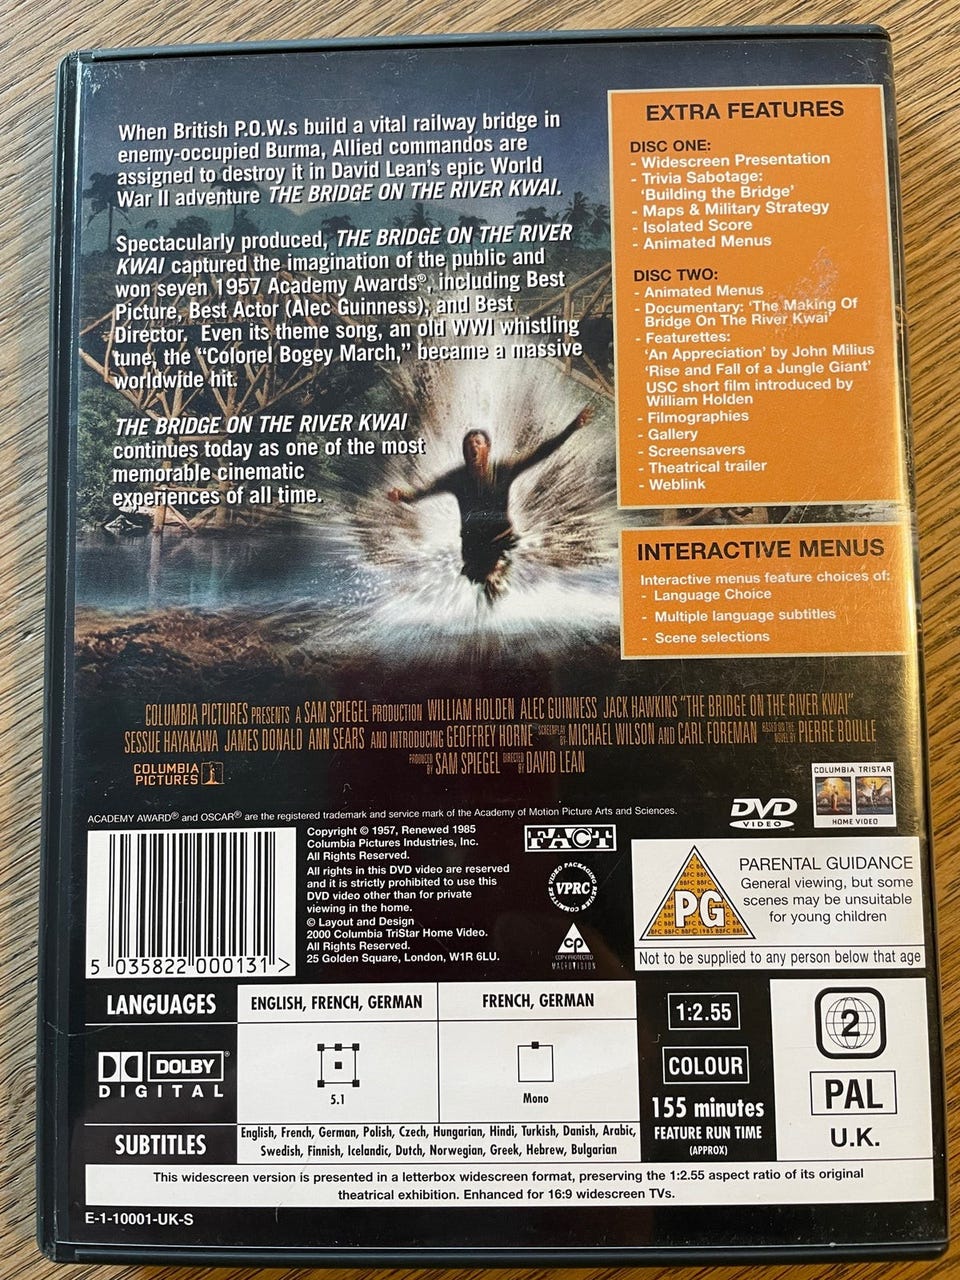 When British P.O.W.s build a vital railway bridge in
enemy-occupied Burma, Allied commandos are
assigned to destroy it in David Lean's epic World
War II adventure THE BRIDGE ON THE RIVER KWAI.
Spectacularly produced, THE BRIDGE ON THE RIVER
KWAI captured the imagination of the public and
won seven 1957 Academy Awards®, including Best
Picture, Best Actor (Alec Guinness), and Best
Director. Even its theme song, an old WWI whistling
tune, the "Colonel Bogey March," became a massive
worldwide hit.
THE BRIDGE ON THE RIVER KWAI
continues today as one of the most
memorable cinematic
experiences of all time.
EXTRA FEATURES
DISC ONE:
- Widescreen Presentation
- Trivia Sabotage:
'Building the Bridge'
- Maps & Military Strategy
- Isolated Score
- Animated Menus
DISC TWO:
- Animated Menus
- Documentary: 'The Making Of
Bridge On The River Kwai'
- Featurettes:
'An Appreciation' by John Milius
'Rise and Fall of a Jungle Giant'
USC short film introduced by
William Holden
- Filmographies
- Gallery
- Screensavers
- Theatrical trailer
- Weblink
INTERACTIVE MENUS
Interactive menus feature choices of:
- Language Choice
- Multiple language subtitles
- Scene selections
COLUMBIA PICTURES PRESENTS A SAM SPIEGEL PRODUCTION WILLIAM HOLDEN ALEC GUINNESS JACK HAWKINS "THE BRIDGE ON THE RIVER KWAI"
SESSUE HAYAKAWA JAMES DONALD ANN SEARS AND INTRODUCING GEOFFREY HORNE SCREENPLAY BY MICHAEL WILSON AND CARL FOREMAN BASED ON THE NOVEL BY PIERRE BOULLE
PRODUCED BY SAM SPIEGEL DIRECTED BY DAVID LEAN
COLUMBIA
PICTURES
COLUMBIA TRISTAR
HOME VIDEO
DVD
VIDEO
ACADEMY AWARD® and OSCAR® are the registered trademark and service mark of the Academy of Motion Picture Arts and Sciences.
Copyright © 1957, Renewed 1985
Columbia Pictures Industries, Inc.
All Rights Reserved.
All rights in this DVD video are reserved
and it is strictly prohibited to use this
DVD video other than for private
viewing in the home.
© Layout and Design
2000 Columbia TriStar Home Video.
All Rights Reserved.
25 Golden Square, London, W1R 6LU.
5 035822 000131 >
FACT
VIDEO PACKAGING REVIEW COMMITTEE
VPRC
CP
COPY PROTECTED
MACROVISION
PG
PARENTAL GUIDANCE
General viewing, but some
scenes may be unsuitable
for young children
Not to be supplied to any person below that age
LANGUAGES
ENGLISH, FRENCH, GERMAN
FRENCH, GERMAN
DOLBY®
DIGITAL
5.1
Mono
SUBTITLES
English, French, German, Polish, Czech, Hungarian, Hindi, Turkish, Danish, Arabic,
Swedish, Finnish, Icelandic, Dutch, Norwegian, Greek, Hebrew, Bulgarian
1:2.55
COLOUR
155 minutes
FEATURE RUN TIME
(APPROX)
2
PAL
U.K.
This widescreen version is presented in a letterbox widescreen format, preserving the 1:2.55 aspect ratio of its original
theatrical exhibition. Enhanced for 16:9 widescreen TVs.
E-1-10001-UK-S